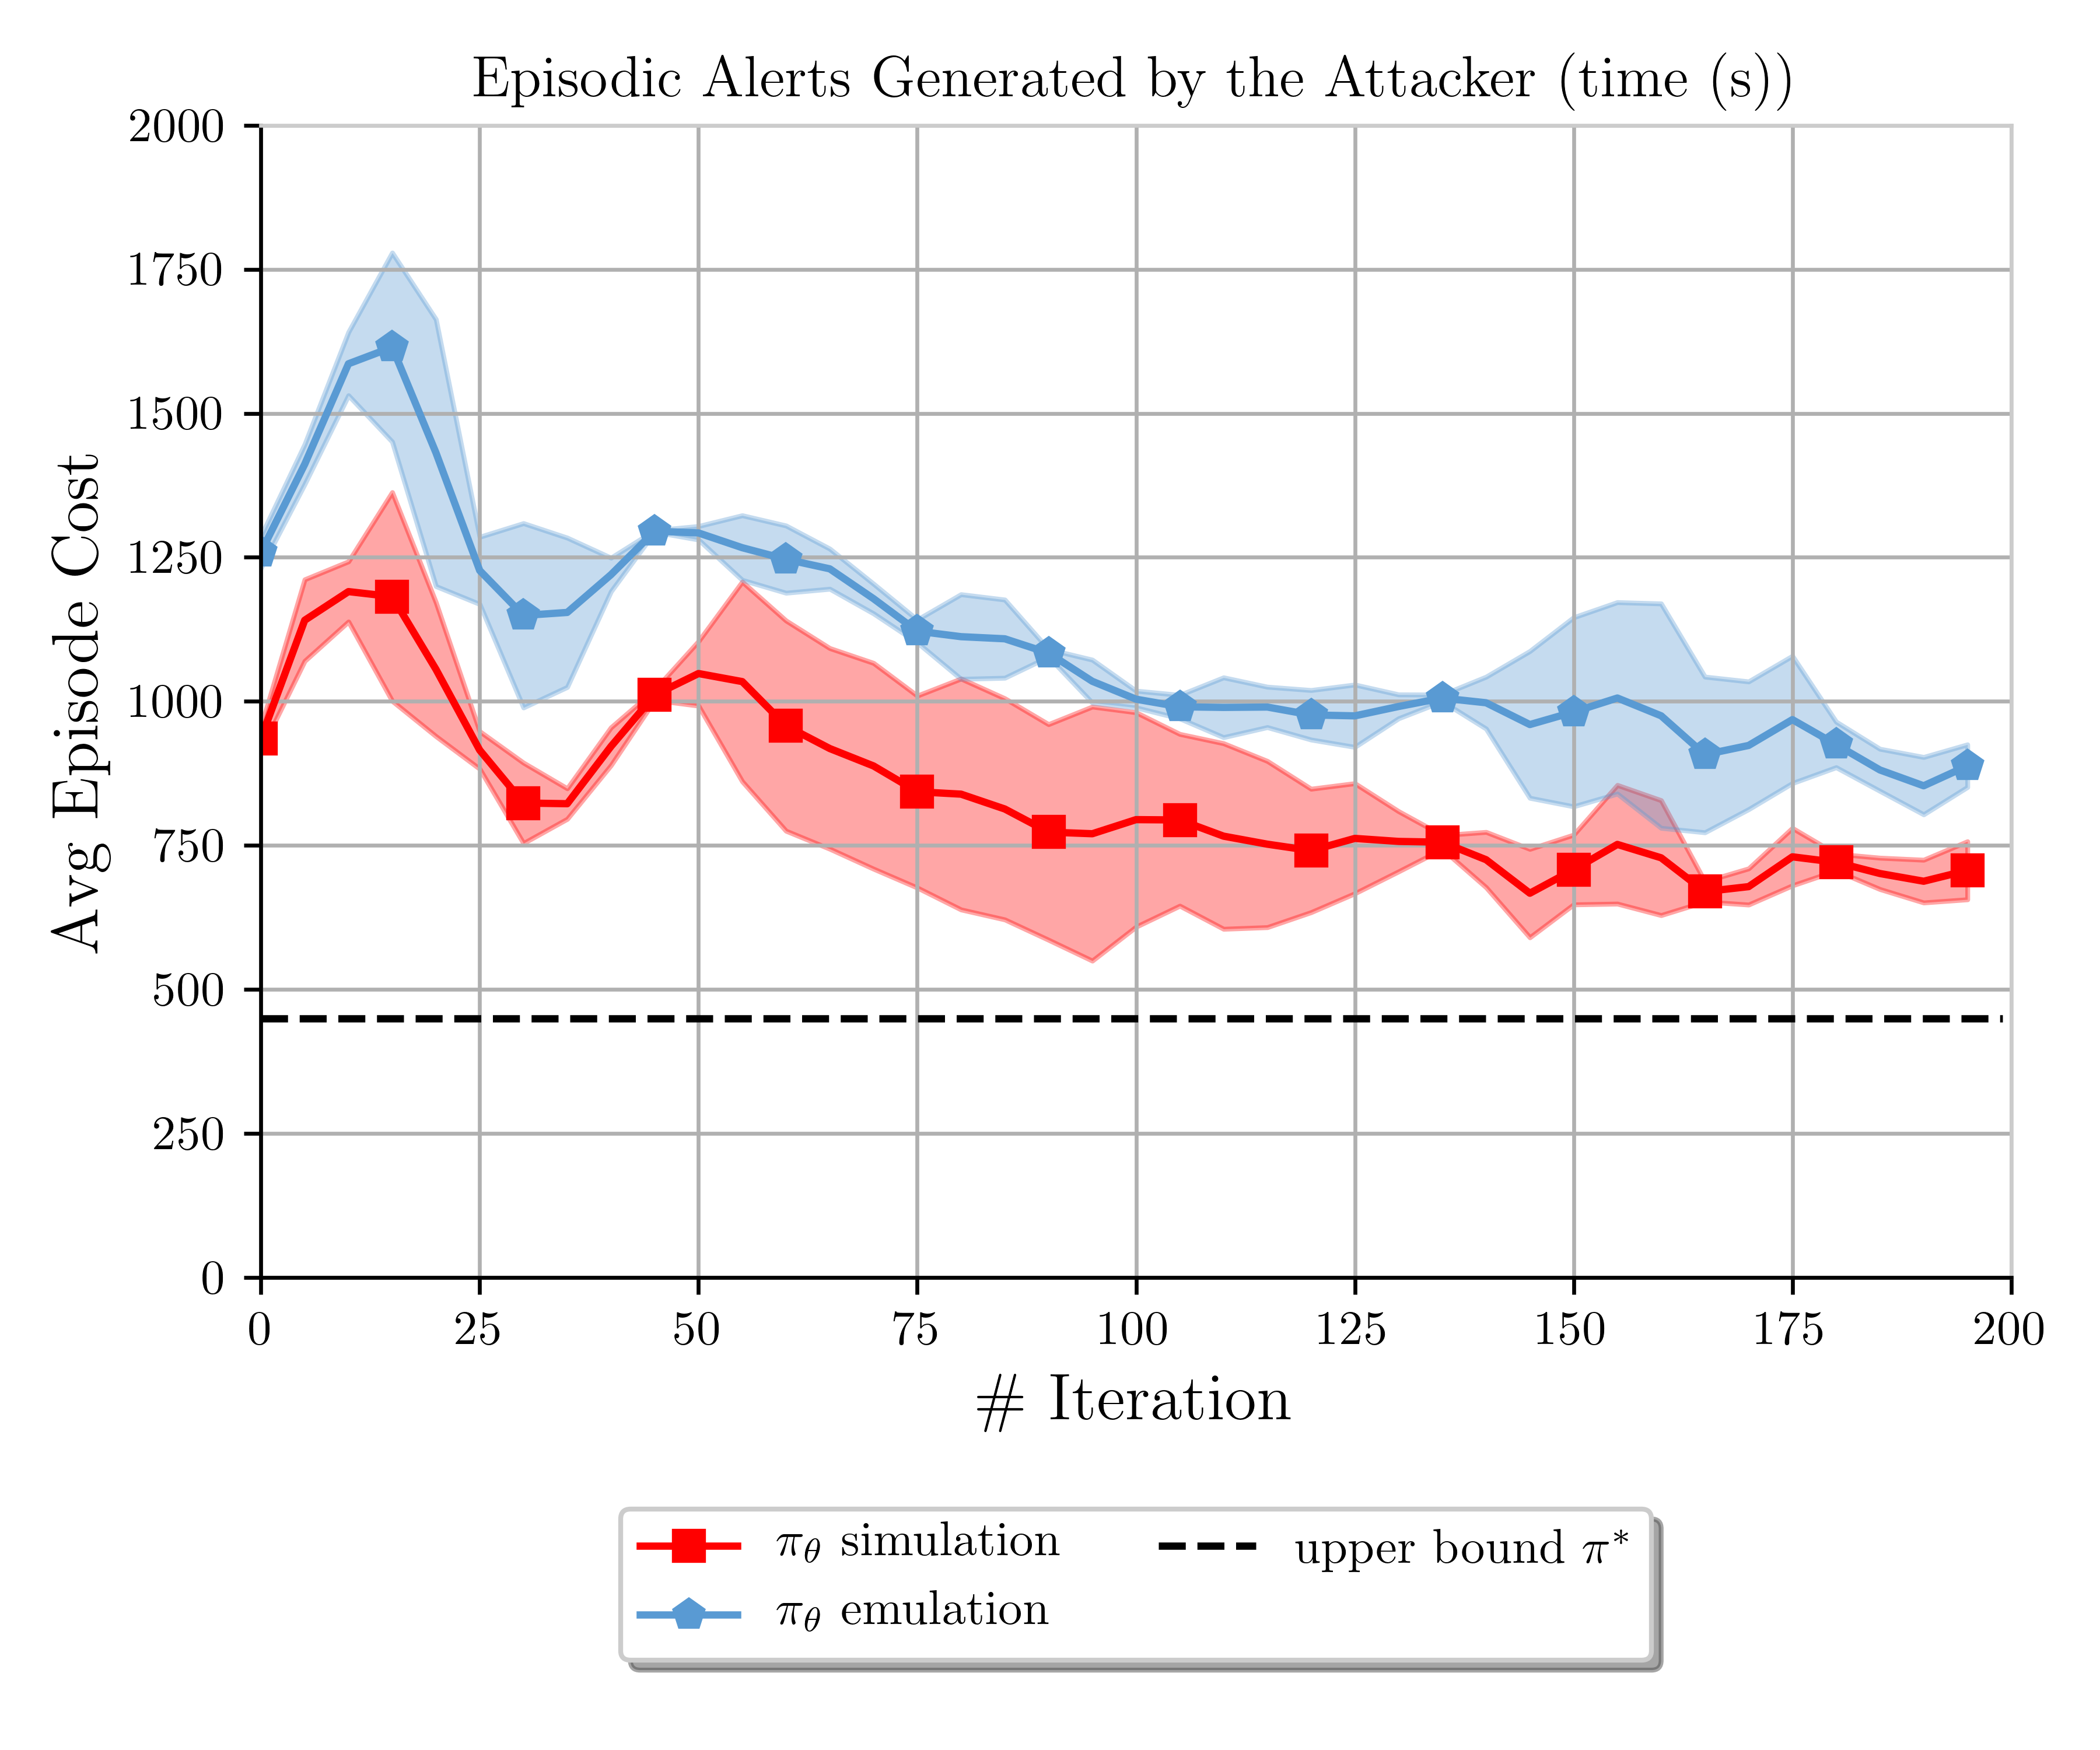 Episodic Alerts Generated by the Attacker (time (s))
2000
1750
1500
1250
1000
750
500
250
0
Avg Episode Cost
0 25 50 75 100 125 150 175 200
# Iteration
πθ simulation
πθ emulation
upper bound π*